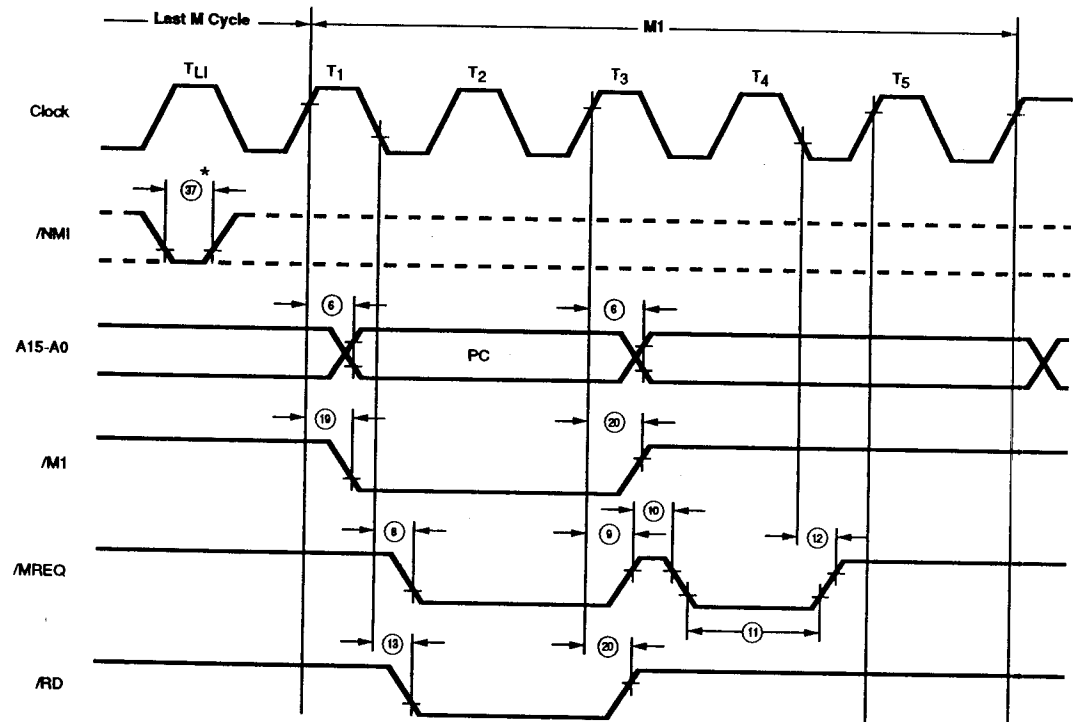 Last M Cycle
M1
TLI
T1
T2
T3
T4
T5
Clock
37
*
/NMI
6
6
A15-A0
PC
19
20
/M1
8
9
10
12
/MREQ
11
13
20
/RD